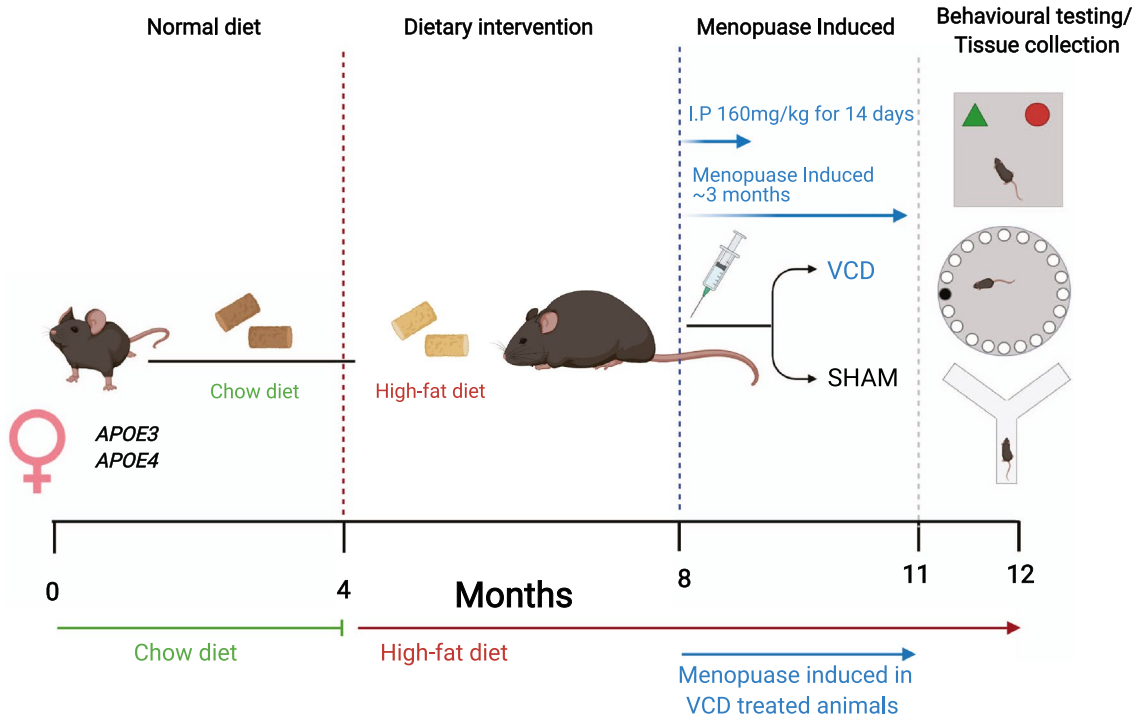 Normal diet
Dietary intervention
Menopuase Induced
Behavioural testing/
Tissue collection
I.P 160mg/kg for 14 days
Menopuase Induced
~3 months
VCD
SHAM
Chow diet
High-fat diet
APOE3
APOE4
0
4
8
11
12
Months
Chow diet
High-fat diet
Menopuase induced in
VCD treated animals